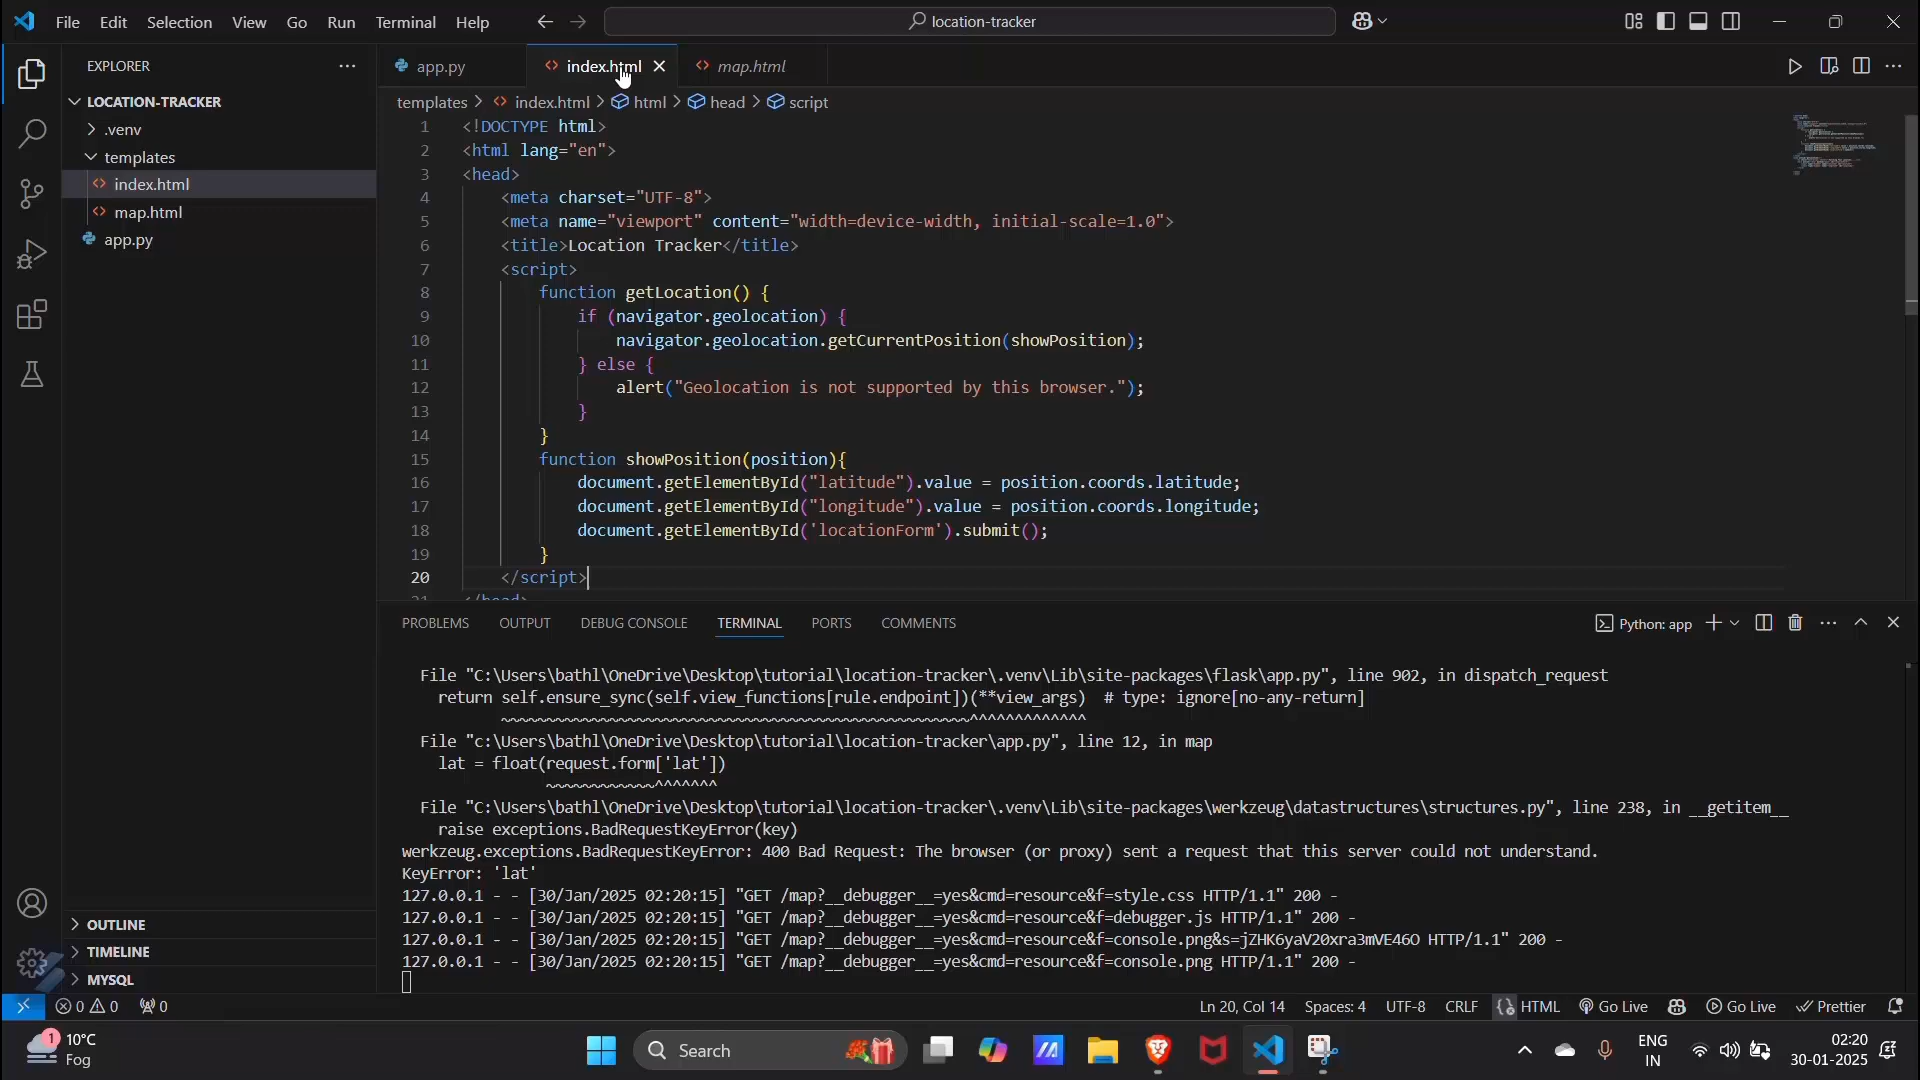 File Edit Selection View Go Run Terminal Help
location-tracker
EXPLORER
LOCATION-TRACKER
.venv
templates
index.html
map.html
app.py
OUTLINE
TIMELINE
MYSQL
app.py index.html map.html
templates > index.html > html > head > script
1 <!DOCTYPE html>
2 <html lang="en">
3 <head>
4 <meta charset="UTF-8">
5 <meta name="viewport" content="width=device-width, initial-scale=1.0">
6 <title>Location Tracker</title>
7 <script>
8 function getLocation() {
9 if (navigator.geolocation) {
10 navigator.geolocation.getCurrentPosition(showPosition);
11 } else {
12 alert("Geolocation is not supported by this browser.");
13 }
14 }
15 function showPosition(position){
16 document.getElementById("latitude").value = position.coords.latitude;
17 document.getElementById("longitude").value = position.coords.longitude;
18 document.getElementById('locationForm').submit();
19 }
20 </script>
21 </head>
PROBLEMS OUTPUT DEBUG CONSOLE TERMINAL PORTS COMMENTS
Python: app
File "C:\Users\bathl\OneDrive\Desktop\tutorial\location-tracker\.venv\Lib\site-packages\flask\app.py", line 902, in dispatch_request
return self.ensure_sync(self.view_functions[rule.endpoint])(**view_args)  # type: ignore[no-any-return]
~~~~~~~~~~~~~~~~~~~~~~~~~~~~~~~~~~~~~~~~~~~~~~~~~~~^^^^^^^^^^^^^
File "c:\Users\bathl\OneDrive\Desktop\tutorial\location-tracker\app.py", line 12, in map
lat = float(request.form['lat'])
~~~~~~~~~~~~^^^^^^^
File "C:\Users\bathl\OneDrive\Desktop\tutorial\location-tracker\.venv\Lib\site-packages\werkzeug\datastructures\structures.py", line 238, in __getitem__
raise exceptions.BadRequestKeyError(key)
werkzeug.exceptions.BadRequestKeyError: 400 Bad Request: The browser (or proxy) sent a request that this server could not understand.
KeyError: 'lat'
127.0.0.1 - - [30/Jan/2025 02:20:15] "GET /map?__debugger__=yes&cmd=resource&f=style.css HTTP/1.1" 200 -
127.0.0.1 - - [30/Jan/2025 02:20:15] "GET /map?__debugger__=yes&cmd=resource&f=debugger.js HTTP/1.1" 200 -
127.0.0.1 - - [30/Jan/2025 02:20:15] "GET /map?__debugger__=yes&cmd=resource&f=console.png&s=jZHK6yaV20xra3mVE46O HTTP/1.1" 200 -
127.0.0.1 - - [30/Jan/2025 02:20:15] "GET /map?__debugger__=yes&cmd=resource&f=console.png HTTP/1.1" 200 -
0 0 0 Ln 20, Col 14 Spaces: 4 UTF-8 CRLF HTML Go Live Go Live Prettier
1 10°C
Fog
Search
ENG
IN
02:20
30-01-2025